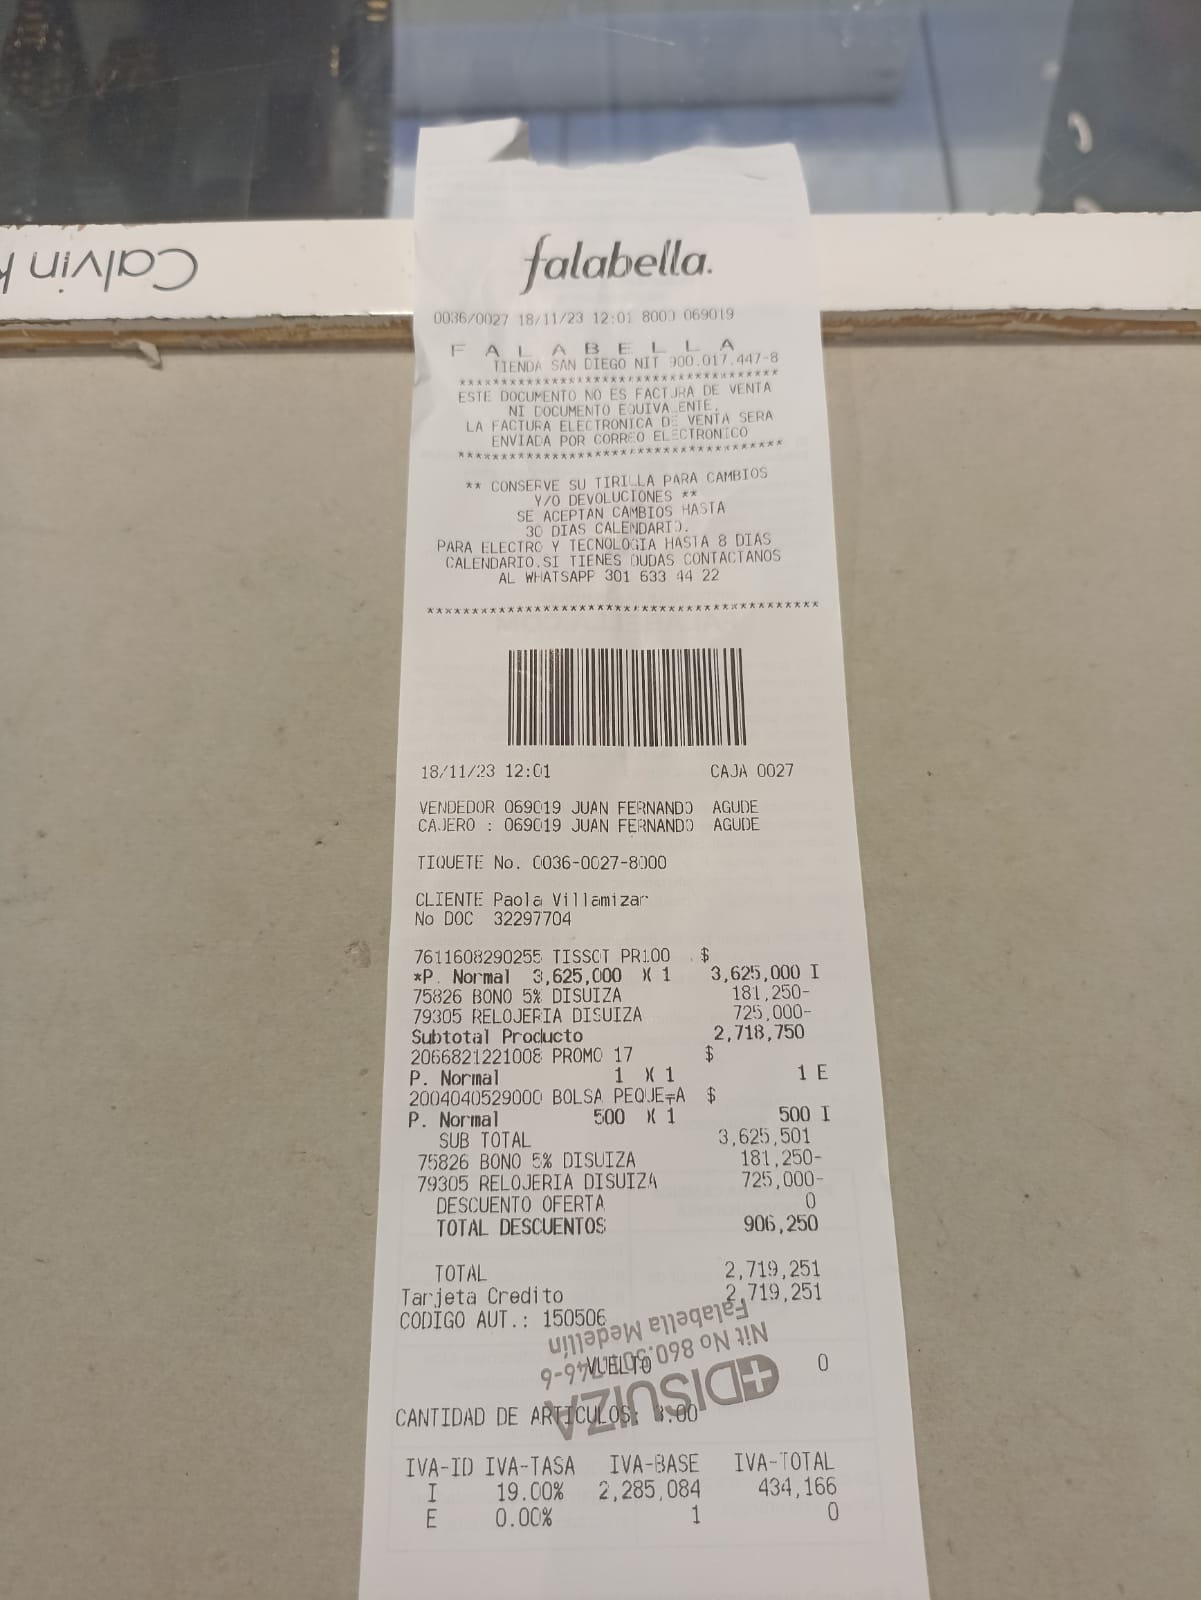 Calvin K
falabella.
0036/0027 18/11/23 12:01 8000 069019
F A L A B E L L A
TIENDA SAN DIEGO NIT 900.017.447-8
****************************************
ESTE DOCUMENTO NO ES FACTURA DE VENTA
NI DOCUMENTO EQUIVALENTE,
LA FACTURA ELECTRONICA DE VENTA SERA
ENVIADA POR CORREO ELECTRONICO
****************************************
** CONSERVE SU TIRILLA PARA CAMBIOS
Y/O DEVOLUCIONES **
SE ACEPTAN CAMBIOS HASTA
30 DIAS CALENDARIO.
PARA ELECTRO Y TECNOLOGIA HASTA 8 DIAS
CALENDARIO.SI TIENES DUDAS CONTACTANOS
AL WHATSAPP 301 633 44 22
****************************************
18/11/23 12:01 CAJA 0027
VENDEDOR 069019 JUAN FERNANDO AGUDE
CAJERO : 069019 JUAN FERNANDO AGUDE
TIQUETE No. 0036-0027-8000
CLIENTE Paola Villamizar
No DOC 32297704
7611608290255 TISSOT PR100 $
*P. Normal 3,625,000 X 1 3,625,000 I
75826 BONO 5% DISUIZA 181,250-
79305 RELOJERIA DISUIZA 725,000-
Subtotal Producto 2,718,750
2066821221008 PROMO 17 $
P. Normal 1 X 1 1 E
2004040529000 BOLSA PEQUE╤A $
P. Normal 500 X 1 500 I
SUB TOTAL 3,625,501
75826 BONO 5% DISUIZA 181,250-
79305 RELOJERIA DISUIZA 725,000-
DESCUENTO OFERTA 0
TOTAL DESCUENTOS 906,250
TOTAL 2,719,251
Tarjeta Credito 2,719,251
CODIGO AUT.: 150506
Falabella Medellín
Nit No 860.50 46-6
VUELTO 0
DISUIZA
CANTIDAD DE ARTICULOS: 3.00
IVA-ID IVA-TASA IVA-BASE IVA-TOTAL
I 19.00% 2,285,084 434,166
E 0.00% 1 0